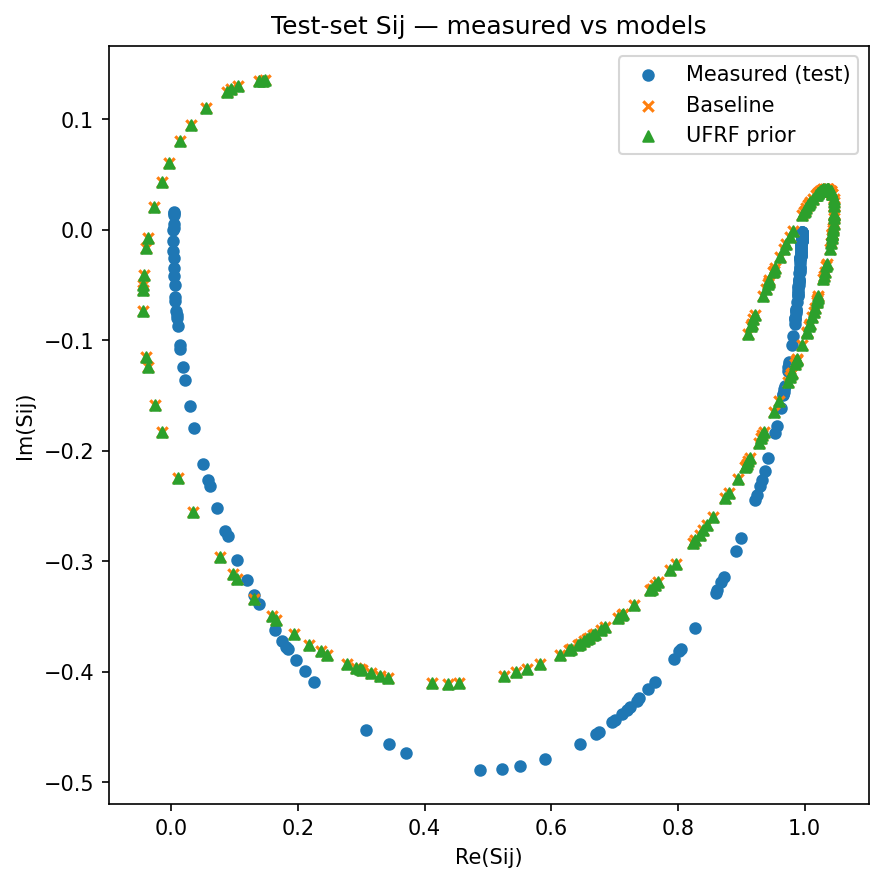 Test-set Sij — measured vs models
Measured (test)
Baseline
UFRF prior
0.1
0.0
−0.1
−0.2
−0.3
−0.4
−0.5
Im(Sij)
0.0 0.2 0.4 0.6 0.8 1.0
Re(Sij)